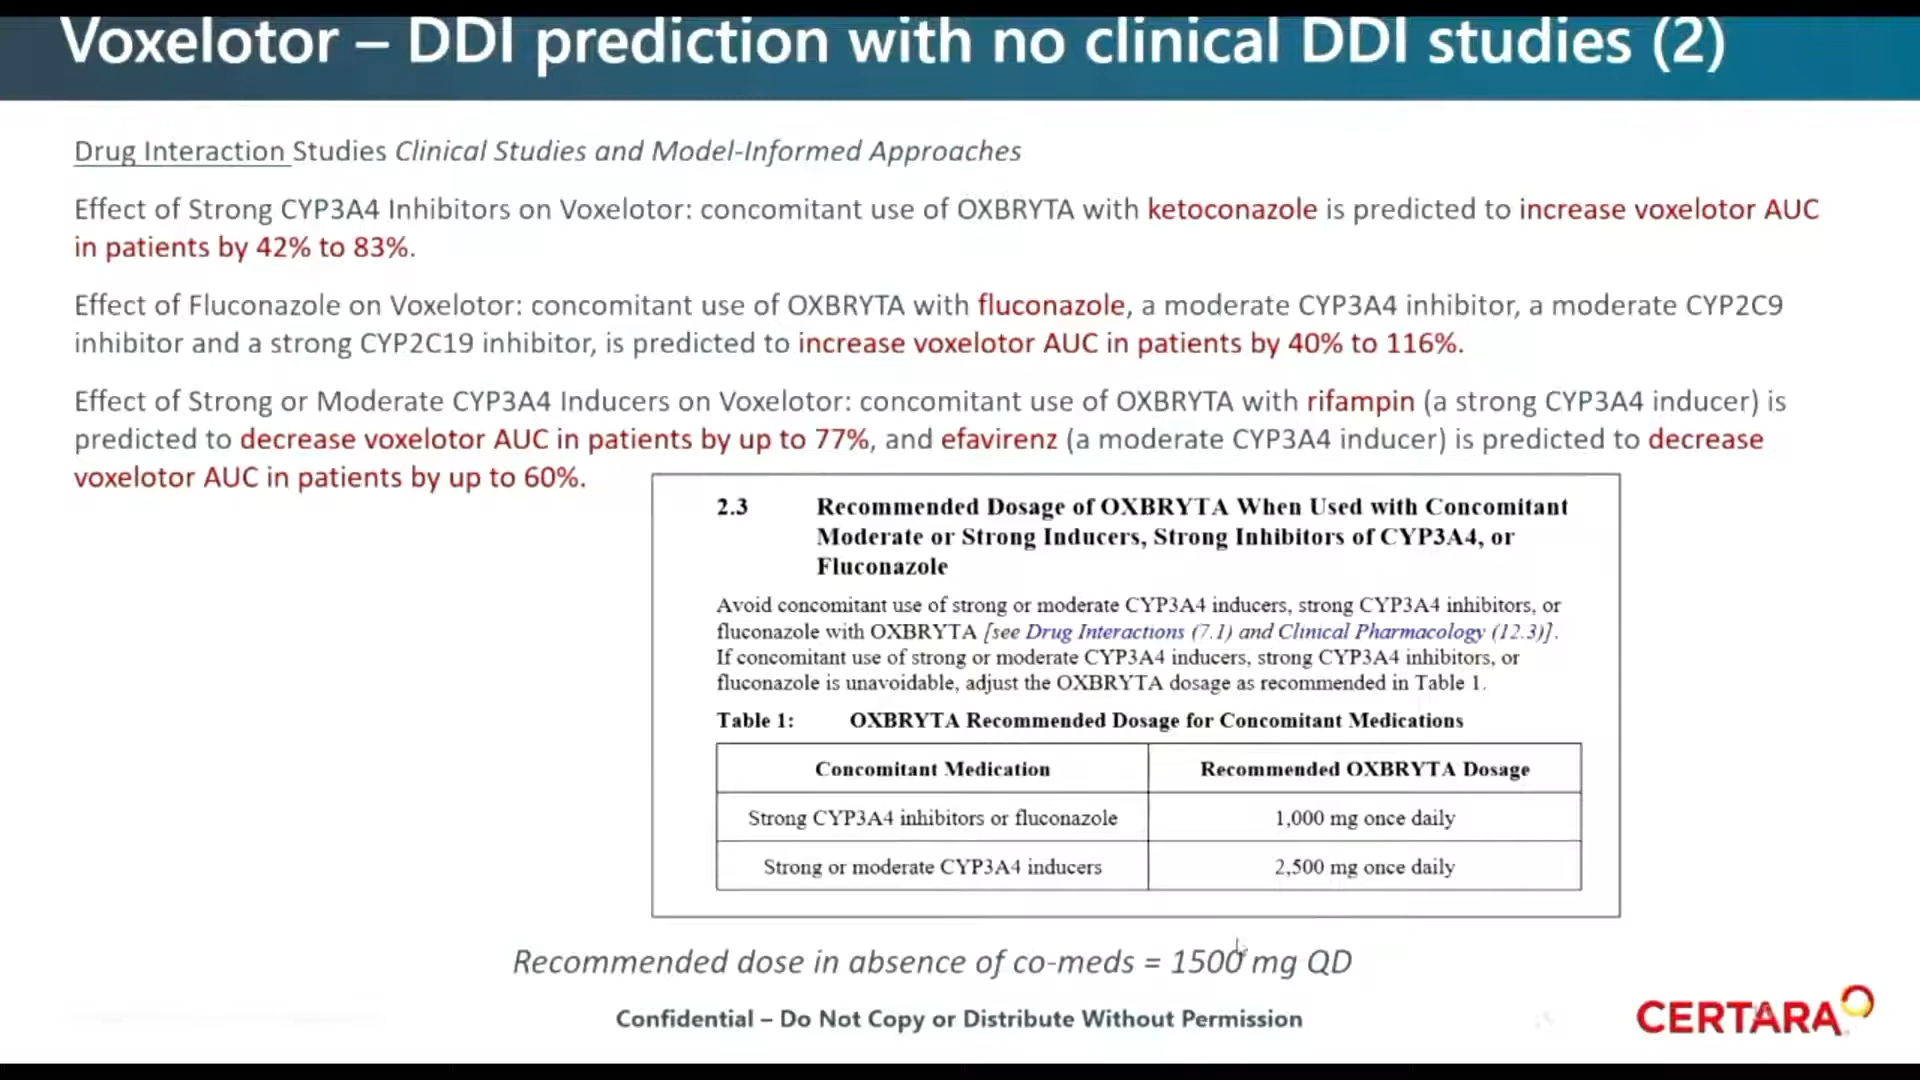 Voxelotor – DDI prediction with no clinical DDI studies (2)
Drug Interaction Studies Clinical Studies and Model-Informed Approaches
Effect of Strong CYP3A4 Inhibitors on Voxelotor: concomitant use of OXBRYTA with ketoconazole is predicted to increase voxelotor AUC
in patients by 42% to 83%.
Effect of Fluconazole on Voxelotor: concomitant use of OXBRYTA with fluconazole, a moderate CYP3A4 inhibitor, a moderate CYP2C9
inhibitor and a strong CYP2C19 inhibitor, is predicted to increase voxelotor AUC in patients by 40% to 116%.
Effect of Strong or Moderate CYP3A4 Inducers on Voxelotor: concomitant use of OXBRYTA with rifampin (a strong CYP3A4 inducer) is
predicted to decrease voxelotor AUC in patients by up to 77%, and efavirenz (a moderate CYP3A4 inducer) is predicted to decrease
voxelotor AUC in patients by up to 60%.
2.3 Recommended Dosage of OXBRYTA When Used with Concomitant
Moderate or Strong Inducers, Strong Inhibitors of CYP3A4, or
Fluconazole
Avoid concomitant use of strong or moderate CYP3A4 inducers, strong CYP3A4 inhibitors, or
fluconazole with OXBRYTA [see Drug Interactions (7.1) and Clinical Pharmacology (12.3)].
If concomitant use of strong or moderate CYP3A4 inducers, strong CYP3A4 inhibitors, or
fluconazole is unavoidable, adjust the OXBRYTA dosage as recommended in Table 1.
Table 1: OXBRYTA Recommended Dosage for Concomitant Medications
Concomitant Medication Recommended OXBRYTA Dosage
Strong CYP3A4 inhibitors or fluconazole 1,000 mg once daily
Strong or moderate CYP3A4 inducers 2,500 mg once daily
Recommended dose in absence of co-meds = 1500 mg QD
Confidential – Do Not Copy or Distribute Without Permission
CERTARA